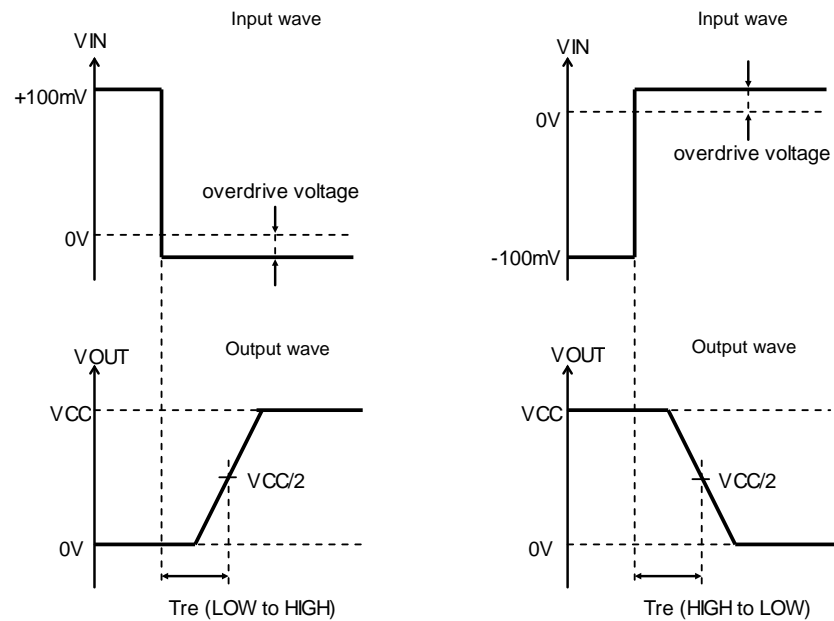 Input wave
VIN
+100mV
overdrive voltage
0V
Output wave
VOUT
VCC
VCC/2
0V
Tre (LOW to HIGH)
Input wave
VIN
0V
overdrive voltage
-100mV
Output wave
VOUT
VCC
VCC/2
0V
Tre (HIGH to LOW)